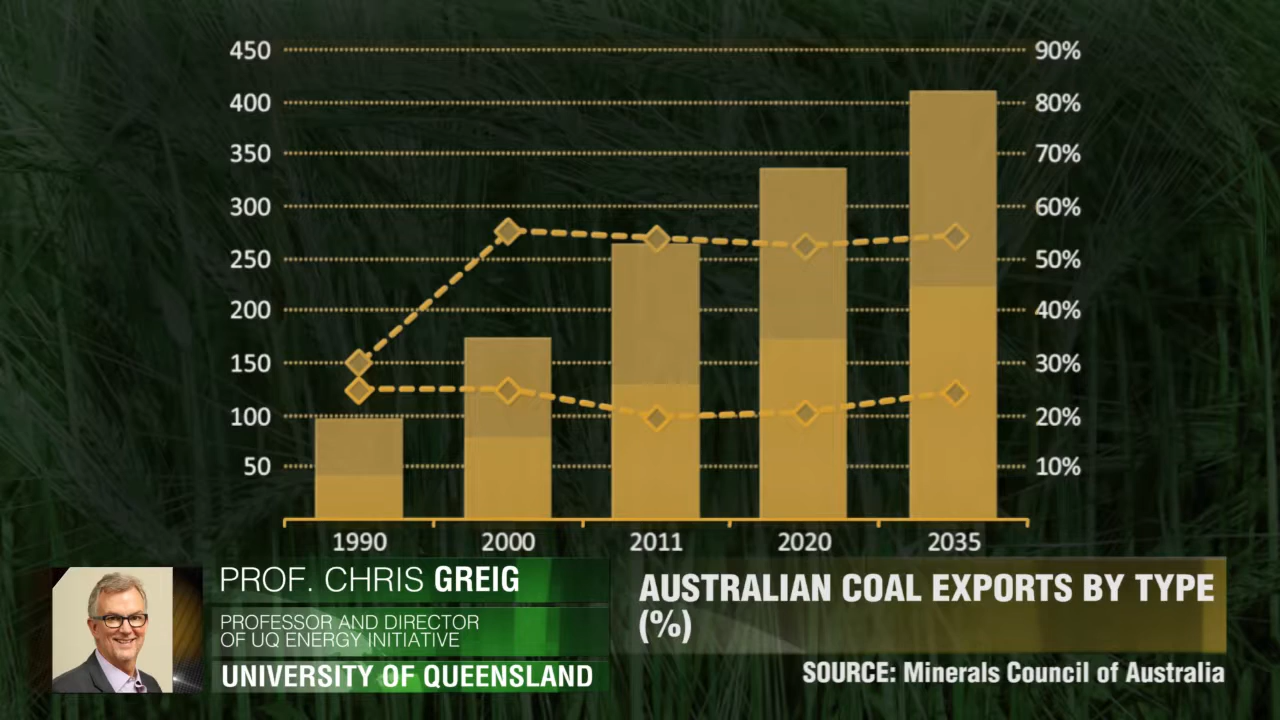 450 90%
400 80%
350 70%
300 60%
250 50%
200 40%
150 30%
100 20%
50 10%
1990 2000 2011 2020 2035
PROF. CHRIS GREIG
PROFESSOR AND DIRECTOR
OF UQ ENERGY INITIATIVE
UNIVERSITY OF QUEENSLAND
AUSTRALIAN COAL EXPORTS BY TYPE
(%)
SOURCE: Minerals Council of Australia